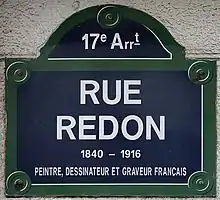 17e Arrt
RUE
REDON
1840 – 1916
PEINTRE, DESSINATEUR ET GRAVEUR FRANÇAIS